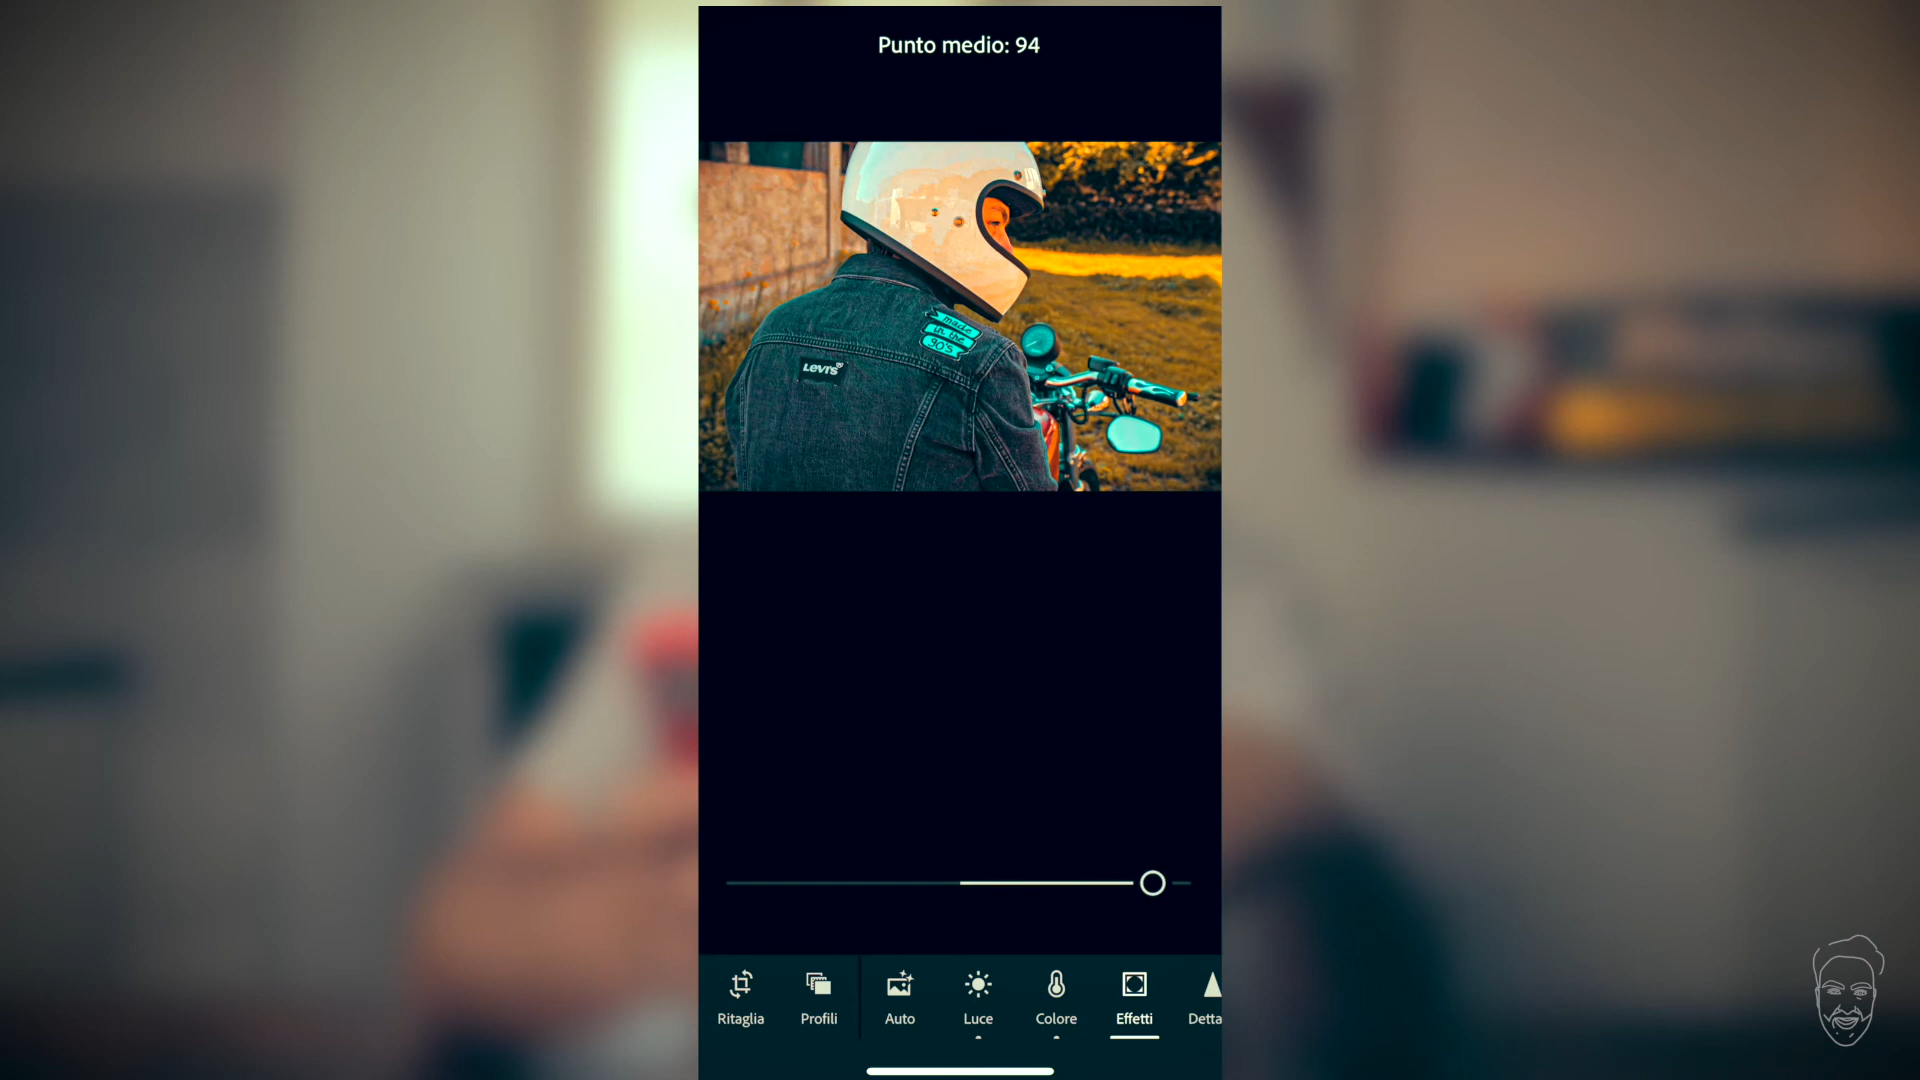 Punto medio: 94
made
in the
90's
Levi's®
Ritaglia
Profili
Auto
Luce
Colore
Effetti
Detta